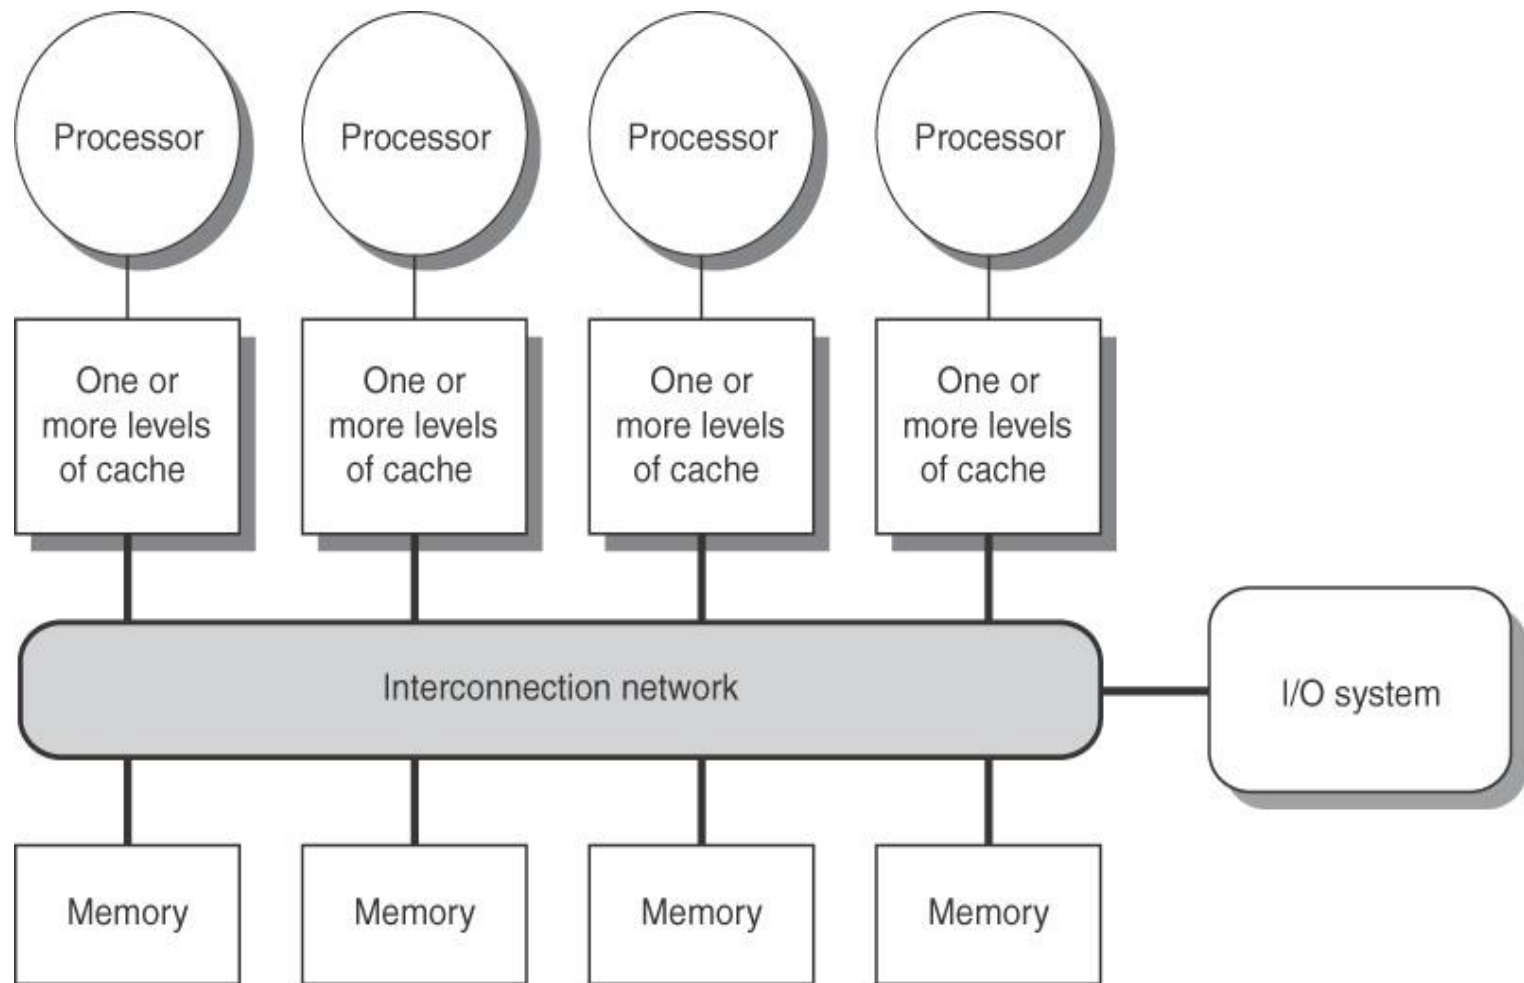 Processor
Processor
Processor
Processor
One or
more levels
of cache
One or
more levels
of cache
One or
more levels
of cache
One or
more levels
of cache
Interconnection network
I/O system
Memory
Memory
Memory
Memory